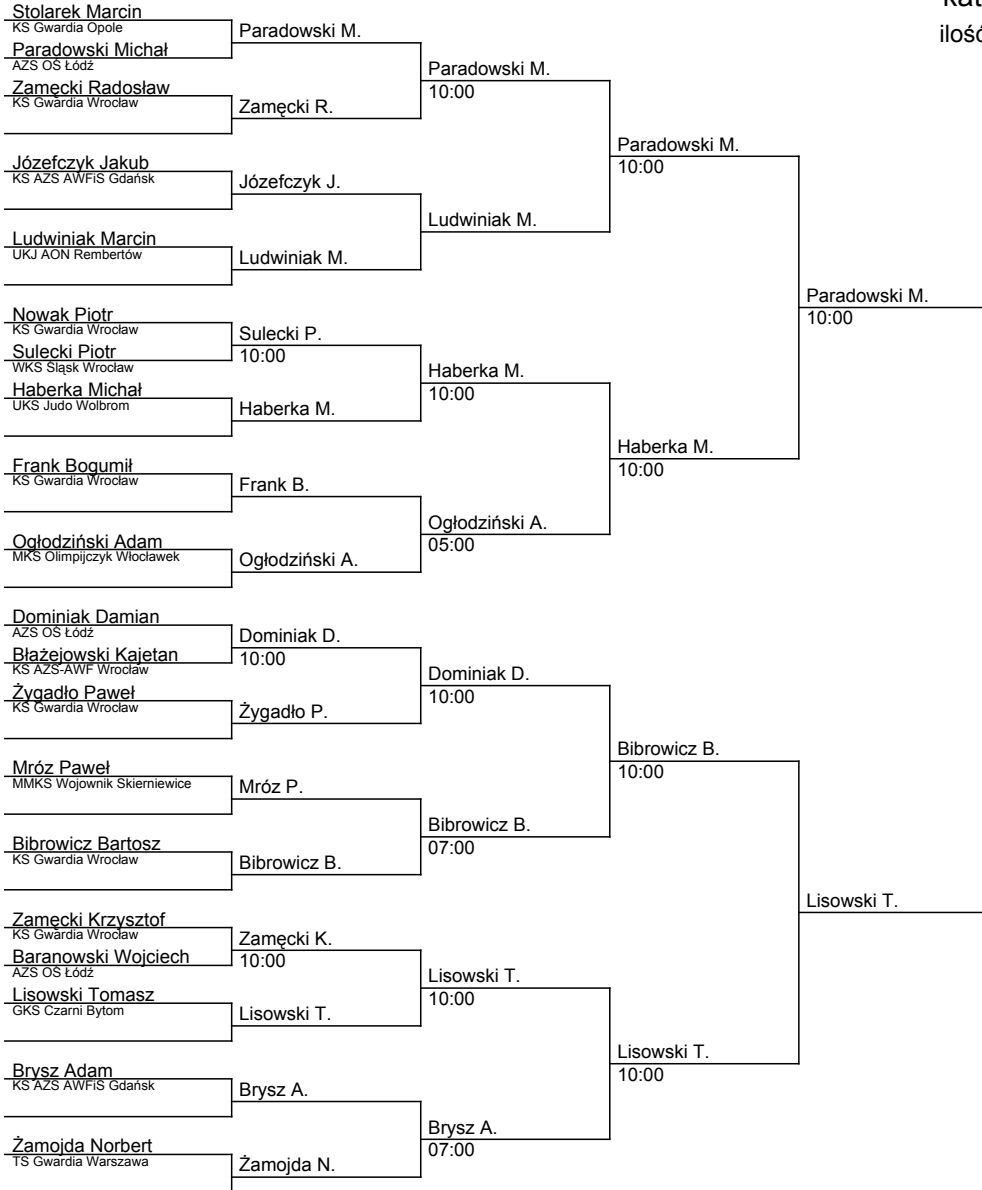 Stolarek Marcin
KS Gwardia Opole
Paradowski Michał
AZS OŚ Łódź
Zamęcki Radosław
KS Gwardia Wrocław
Józefczyk Jakub
KS AZS AWFiS Gdańsk
Ludwiniak Marcin
UKJ AON Rembertów
Nowak Piotr
KS Gwardia Wrocław
Sulecki Piotr
WKS Śląsk Wrocław
Haberka Michał
UKS Judo Wolbrom
Frank Bogumił
KS Gwardia Wrocław
Ogłodziński Adam
MKS Olimpijczyk Włocławek
Dominiak Damian
AZS OŚ Łódź
Błażejowski Kajetan
KS AZS-AWF Wrocław
Żygadło Paweł
KS Gwardia Wrocław
Mróz Paweł
MMKS Wojownik Skierniewice
Bibrowicz Bartosz
KS Gwardia Wrocław
Zamęcki Krzysztof
KS Gwardia Wrocław
Baranowski Wojciech
AZS OŚ Łódź
Lisowski Tomasz
GKS Czarni Bytom
Brysz Adam
KS AZS AWFiS Gdańsk
Żamojda Norbert
TS Gwardia Warszawa
Paradowski M.
Zamęcki R.
Józefczyk J.
Ludwiniak M.
Sulecki P.
10:00
Haberka M.
Frank B.
Ogłodziński A.
Dominiak D.
10:00
Żygadło P.
Mróz P.
Bibrowicz B.
Zamęcki K.
10:00
Lisowski T.
Brysz A.
Żamojda N.
Paradowski M.
10:00
Ludwiniak M.
Haberka M.
10:00
Ogłodziński A.
05:00
Dominiak D.
10:00
Bibrowicz B.
07:00
Lisowski T.
10:00
Brysz A.
07:00
Paradowski M.
10:00
Haberka M.
10:00
Bibrowicz B.
10:00
Lisowski T.
10:00
Paradowski M.
10:00
Lisowski T.
ilość